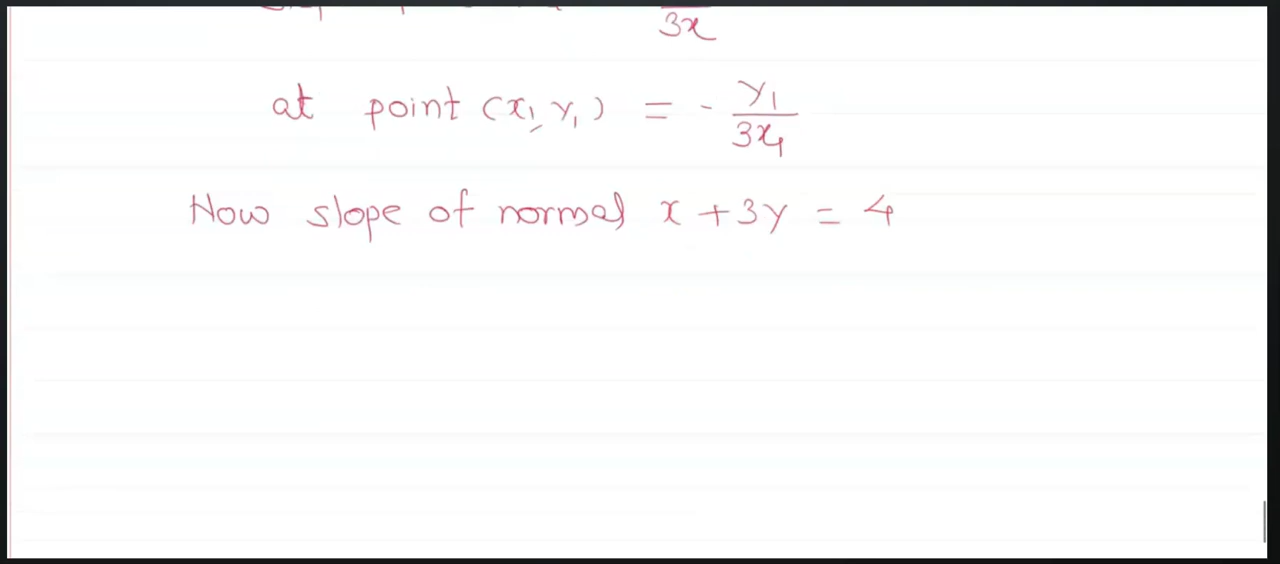 3x
at point (x₁, y₁) = - y₁/3x₁
Now slope of normal x + 3y = 4